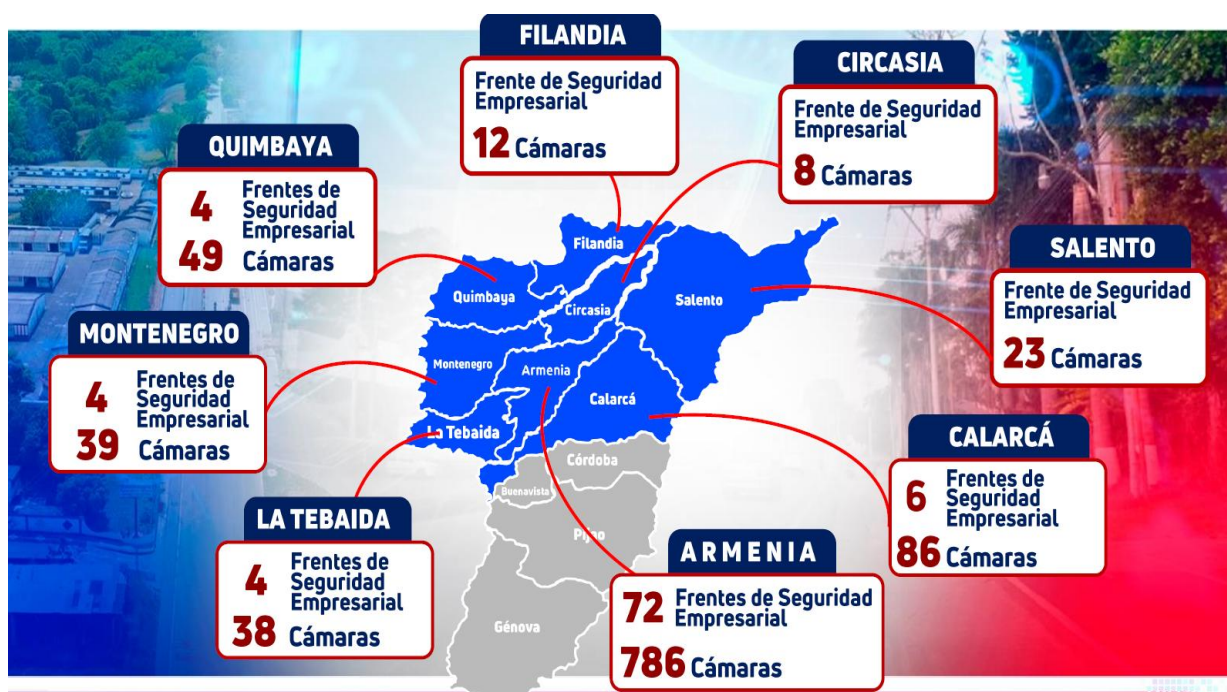 FILANDIA
Frente de Seguridad
Empresarial
12 Cámaras
CIRCASIA
Frente de Seguridad
Empresarial
8 Cámaras
QUIMBAYA
4 Frentes de
Seguridad
Empresarial
49 Cámaras
SALENTO
Frente de Seguridad
Empresarial
23 Cámaras
MONTENEGRO
4 Frentes de
Seguridad
Empresarial
39 Cámaras
CALARCÁ
6 Frentes de
Seguridad
Empresarial
86 Cámaras
LA TEBAIDA
4 Frentes de
Seguridad
Empresarial
38 Cámaras
ARMENIA
72 Frentes de Seguridad
Empresarial
786 Cámaras
Filandia
Quimbaya
Circasia
Salento
Montenegro
Armenia
Calarcá
La Tebaida
Córdoba
Buenavista
Pijao
Génova